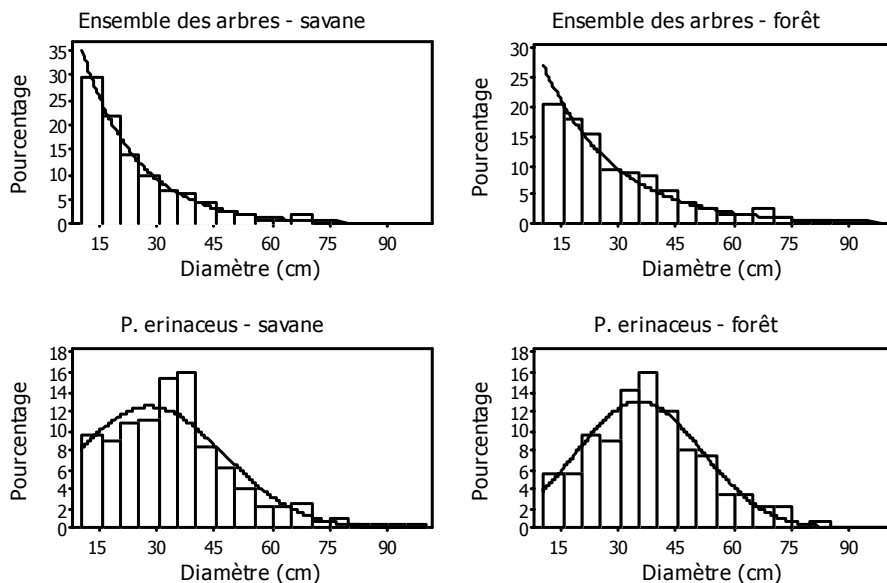 Ensemble des arbres - savane
Pourcentage
35
30
25
20
15
10
5
0
15 30 45 60 75 90
Diamètre (cm)
Ensemble des arbres - forêt
Pourcentage
30
25
20
15
10
5
0
15 30 45 60 75 90
Diamètre (cm)
P. erinaceus - savane
Pourcentage
18
16
14
12
10
8
6
4
2
0
15 30 45 60 75 90
Diamètre (cm)
P. erinaceus - forêt
Pourcentage
18
16
14
12
10
8
6
4
2
0
15 30 45 60 75 90
Diamètre (cm)